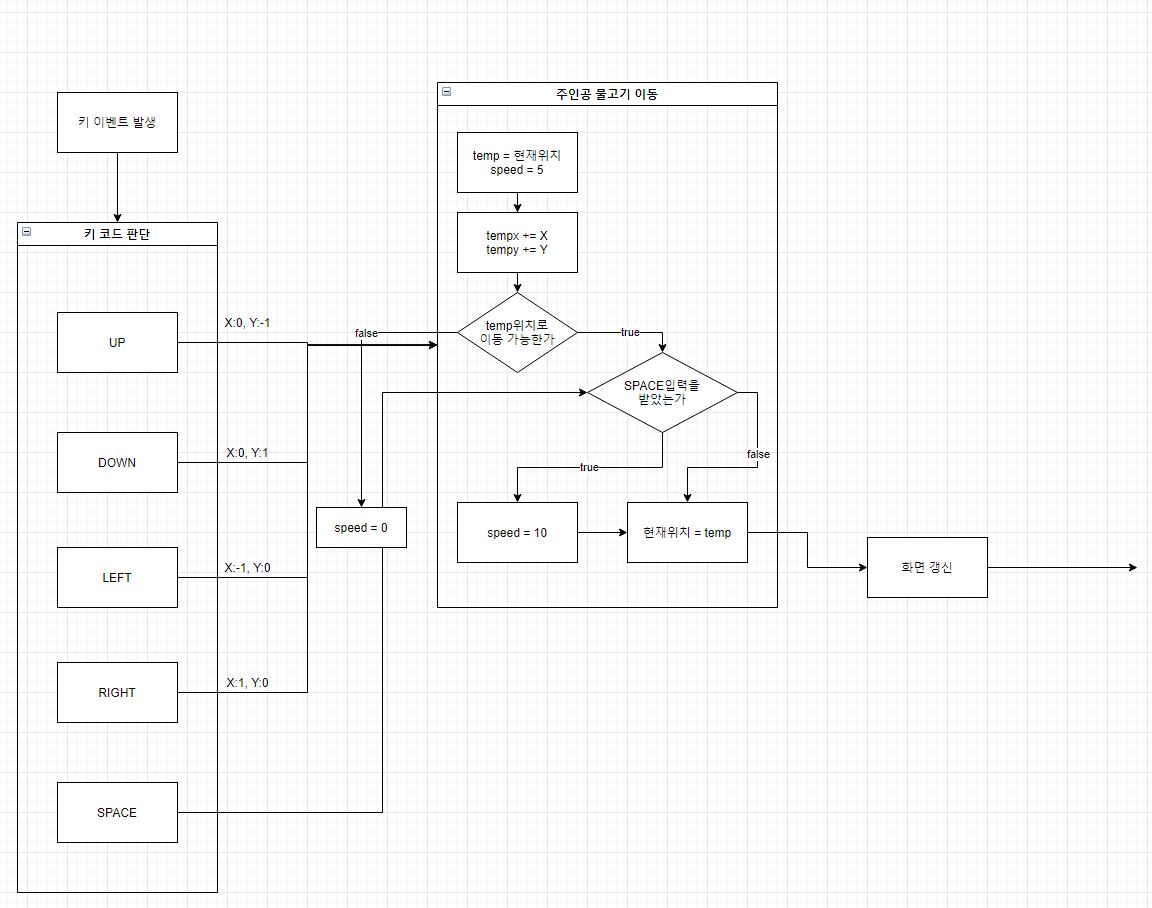 키 이벤트 발생
키 코드 판단
UP
X:0, Y:-1
DOWN
X:0, Y:1
LEFT
X:-1, Y:0
RIGHT
X:1, Y:0
SPACE
주인공 물고기 이동
temp = 현재위치
speed = 5
tempx += X
tempy += Y
temp위치로
이동 가능한가
false
true
speed = 0
SPACE입력을
받았는가
true
false
speed = 10
현재위치 = temp
화면 갱신